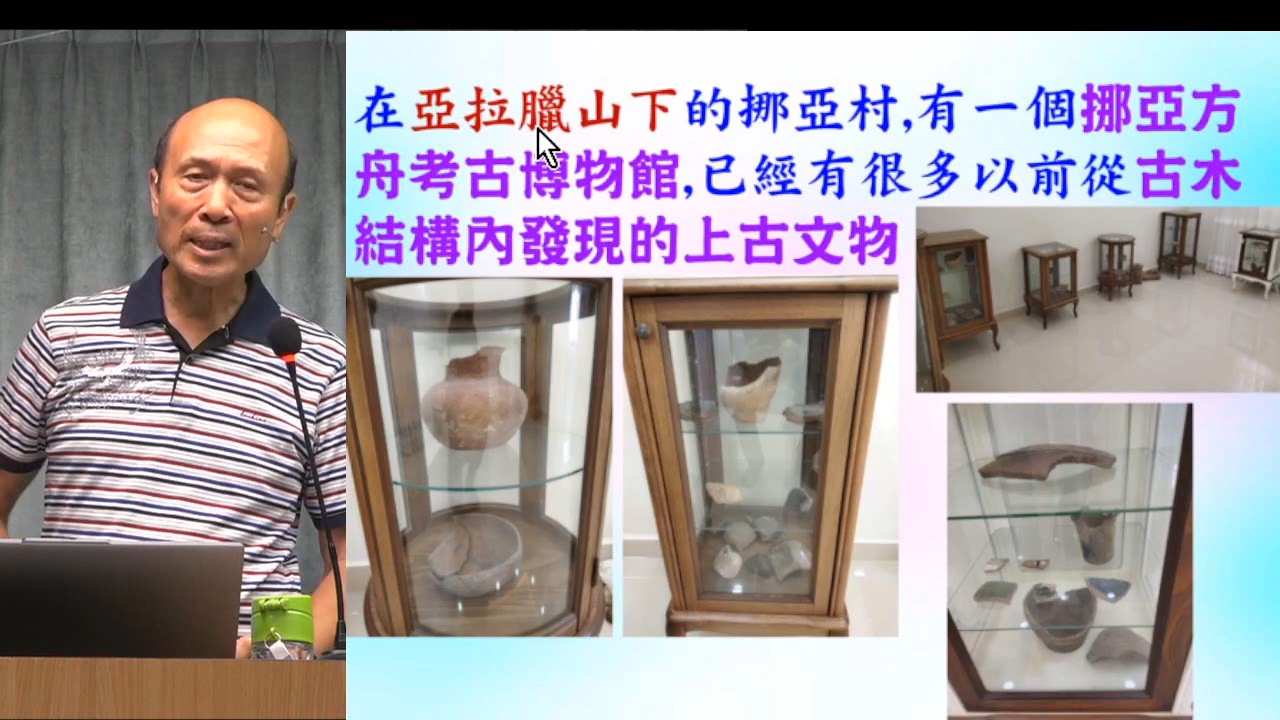 在亞拉臘山下的挪亞村,有一個挪亞方
舟考古博物館,已經有很多以前從古木
結構內發現的上古文物